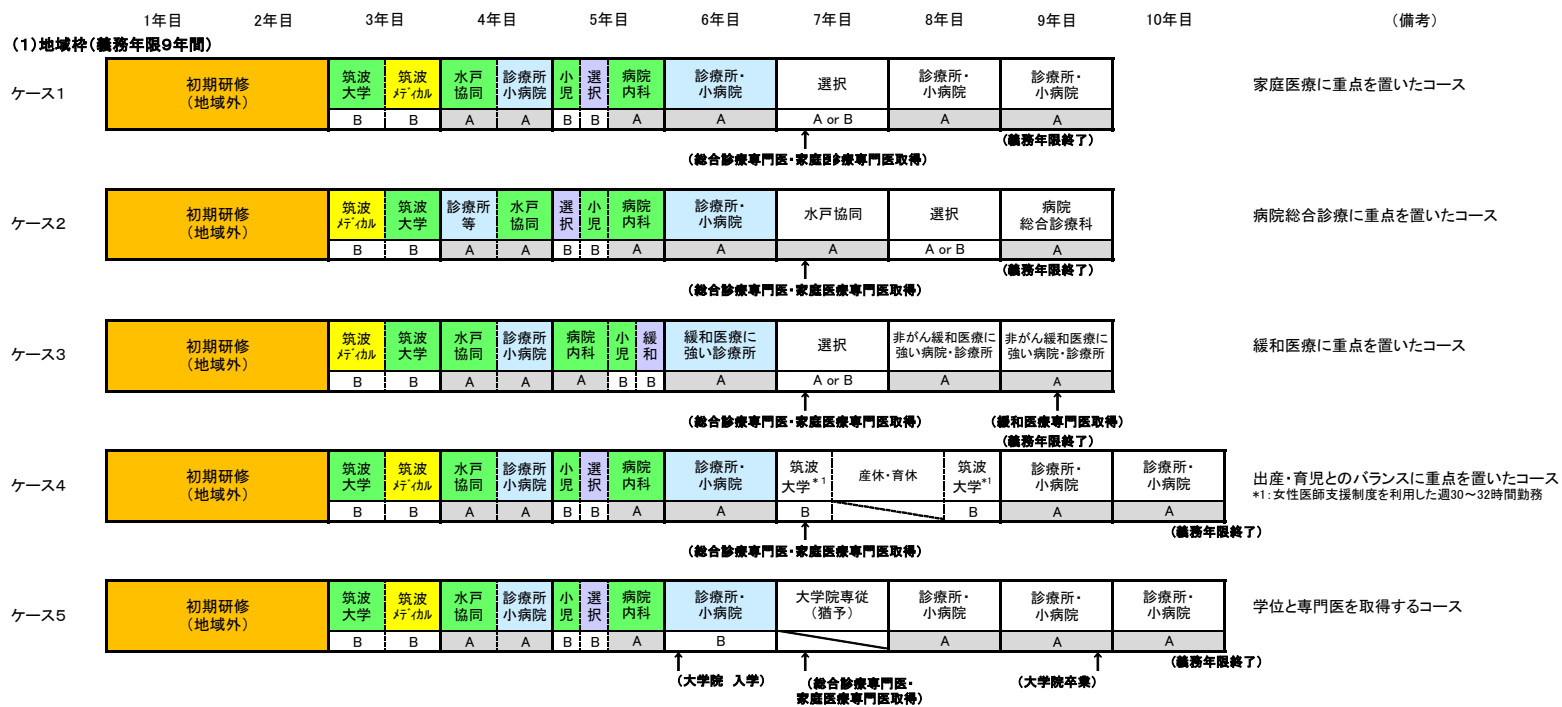 1年目 2年目 3年目 4年目 5年目 6年目 7年目 8年目 9年目 10年目 （備考）
（1）地域枠（義務年限9年間）
ケース1
初期研修
（地域外）
筑波
大学
筑波
メディカル
水戸
協同
診療所
小病院
小
児
選
択
病院
内科
診療所・
小病院
選択
診療所・
小病院
診療所・
小病院
家庭医療に重点を置いたコース
B B A A B B A A A or B A A
（義務年限終了）
↑
（総合診療専門医・家庭医療専門医取得）
ケース2
初期研修
（地域外）
筑波
メディカル
筑波
大学
診療所
等
水戸
協同
選
択
小
児
病院
内科
診療所・
小病院
水戸協同
選択
病院
総合診療科
病院総合診療に重点を置いたコース
B B A A B B A A A A or B A
（義務年限終了）
↑
（総合診療専門医・家庭医療専門医取得）
ケース3
初期研修
（地域外）
筑波
メディカル
筑波
大学
水戸
協同
診療所
小病院
病院
内科
小
児
緩
和
緩和医療に
強い診療所
選択
非がん緩和医療に
強い病院・診療所
非がん緩和医療に
強い病院・診療所
緩和医療に重点を置いたコース
B B A A A B B A A or B A A
↑ ↑
（総合診療専門医・家庭医療専門医取得） （緩和医療専門医取得）
（義務年限終了）
ケース4
初期研修
（地域外）
筑波
大学
筑波
メディカル
水戸
協同
診療所
小病院
小
児
選
択
病院
内科
診療所・
小病院
筑波
大学*1
産休・育休
筑波
大学*1
診療所・
小病院
診療所・
小病院
出産・育児とのバランスに重点を置いたコース
*1：女性医師支援制度を利用した週30～32時間勤務
B B A A B B A A B B A A
（義務年限終了）
↑
（総合診療専門医・家庭医療専門医取得）
ケース5
初期研修
（地域外）
筑波
大学
筑波
メディカル
水戸
協同
診療所
小病院
小
児
選
択
病院
内科
診療所・
小病院
大学院専従
（猶予）
診療所・
小病院
診療所・
小病院
診療所・
小病院
学位と専門医を取得するコース
B B A A B B A B A A A
（義務年限終了）
↑ ↑ ↑
（大学院 入学） （総合診療専門医・
家庭医療専門医取得） （大学院卒業）